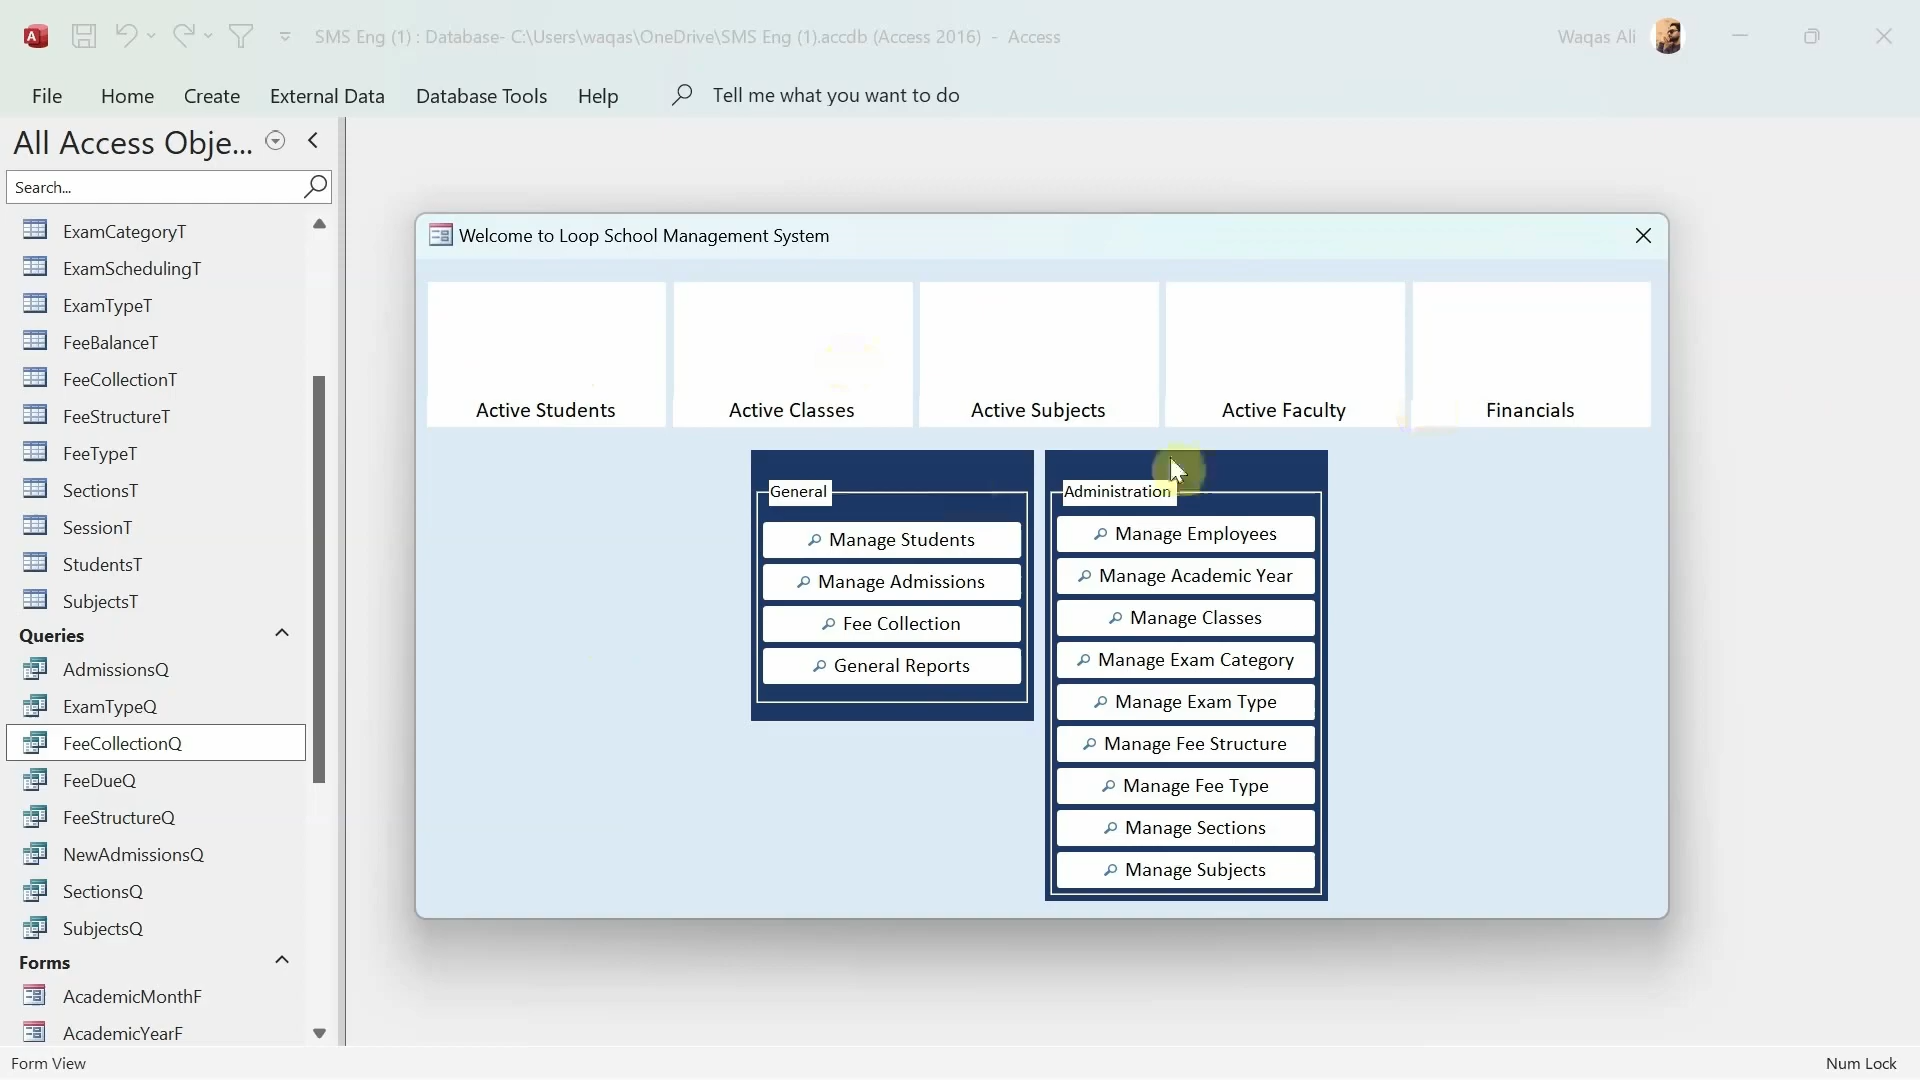 SMS Eng (1) : Database- C:\Users\waqas\OneDrive\SMS Eng (1).accdb (Access 2016) - Access
Waqas Ali
File Home Create External Data Database Tools Help Tell me what you want to do
All Access Obje...
Search...
ExamCategoryT
ExamSchedulingT
ExamTypeT
FeeBalanceT
FeeCollectionT
FeeStructureT
FeeTypeT
SectionsT
SessionT
StudentsT
SubjectsT
Queries
AdmissionsQ
ExamTypeQ
FeeCollectionQ
FeeDueQ
FeeStructureQ
NewAdmissionsQ
SectionsQ
SubjectsQ
Forms
AcademicMonthF
AcademicYearF
Welcome to Loop School Management System
Active Students
Active Classes
Active Subjects
Active Faculty
Financials
General
Manage Students
Manage Admissions
Fee Collection
General Reports
Administration
Manage Employees
Manage Academic Year
Manage Classes
Manage Exam Category
Manage Exam Type
Manage Fee Structure
Manage Fee Type
Manage Sections
Manage Subjects
Form View
Num Lock